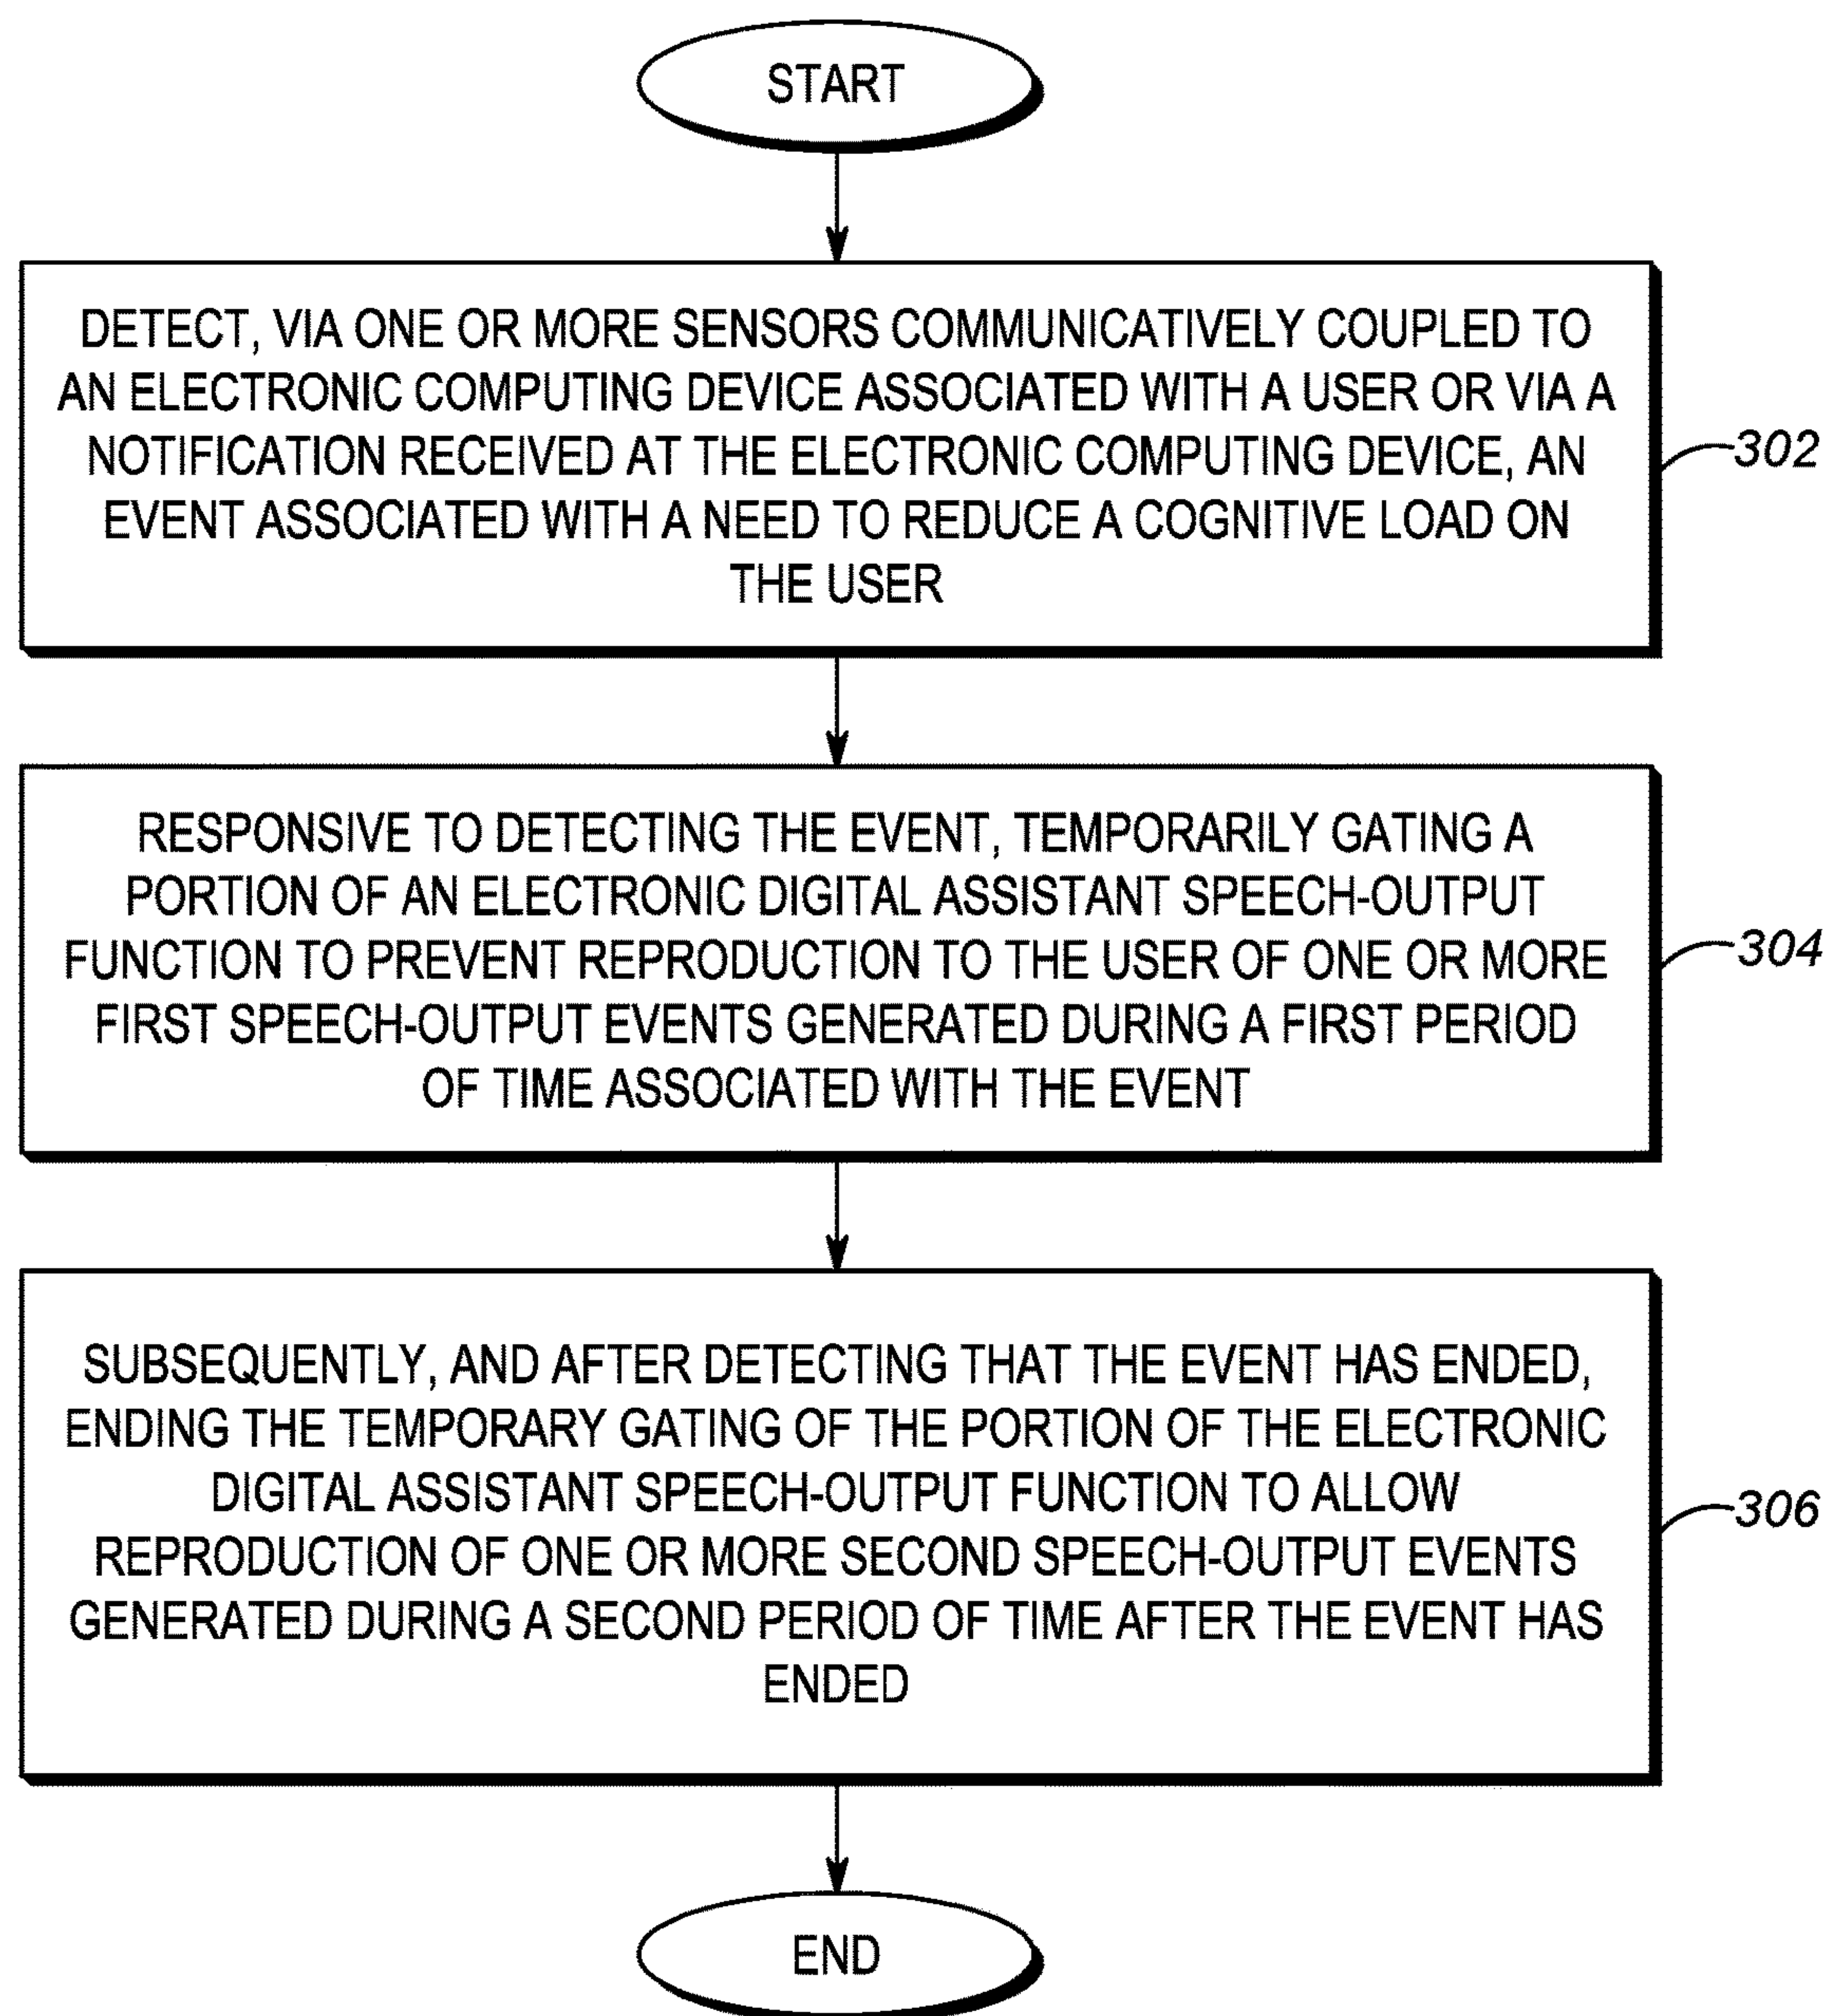 START
DETECT, VIA ONE OR MORE SENSORS COMMUNICATIVELY COUPLED TO
AN ELECTRONIC COMPUTING DEVICE ASSOCIATED WITH A USER OR VIA A
NOTIFICATION RECEIVED AT THE ELECTRONIC COMPUTING DEVICE, AN
EVENT ASSOCIATED WITH A NEED TO REDUCE A COGNITIVE LOAD ON
THE USER
302
RESPONSIVE TO DETECTING THE EVENT, TEMPORARILY GATING A
PORTION OF AN ELECTRONIC DIGITAL ASSISTANT SPEECH-OUTPUT
FUNCTION TO PREVENT REPRODUCTION TO THE USER OF ONE OR MORE
FIRST SPEECH-OUTPUT EVENTS GENERATED DURING A FIRST PERIOD
OF TIME ASSOCIATED WITH THE EVENT
304
SUBSEQUENTLY, AND AFTER DETECTING THAT THE EVENT HAS ENDED,
ENDING THE TEMPORARY GATING OF THE PORTION OF THE ELECTRONIC
DIGITAL ASSISTANT SPEECH-OUTPUT FUNCTION TO ALLOW
REPRODUCTION OF ONE OR MORE SECOND SPEECH-OUTPUT EVENTS
GENERATED DURING A SECOND PERIOD OF TIME AFTER THE EVENT HAS
ENDED
306
END